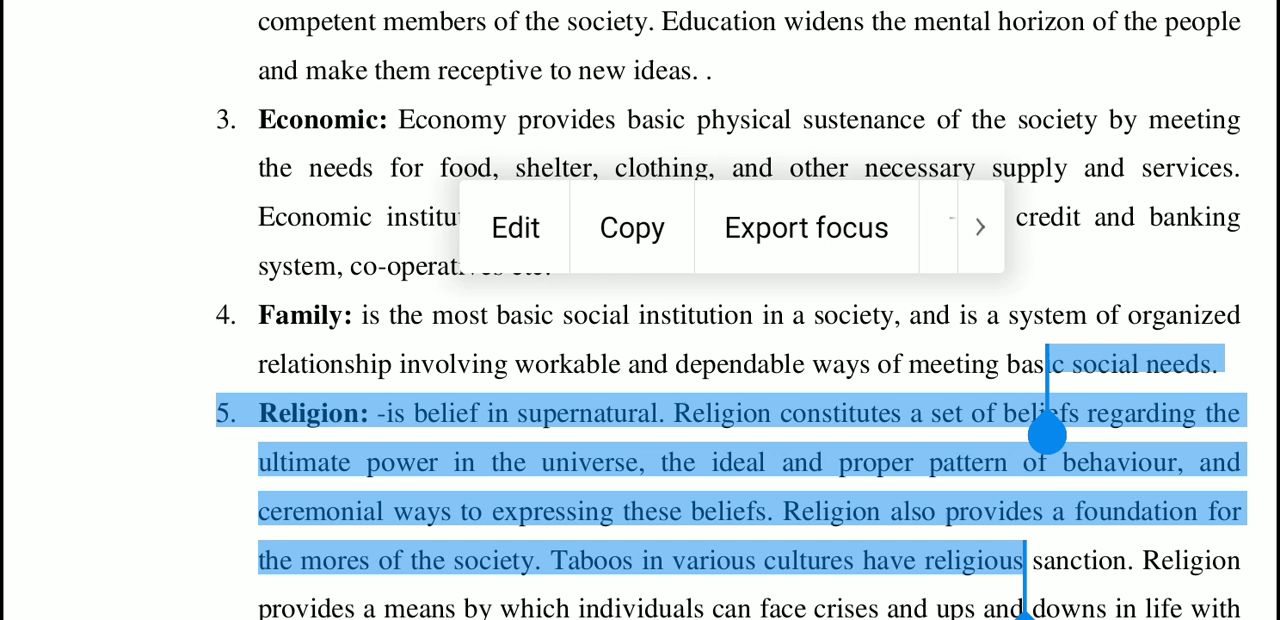 competent members of the society. Education widens the mental horizon of the people
and make them receptive to new ideas. .
3. Economic: Economy provides basic physical sustenance of the society by meeting
the needs for food, shelter, clothing, and other necessary supply and services.
Economic credit and banking
system,
Edit Copy Export focus
4. Family: is the most basic social institution in a society, and is a system of organized
relationship involving workable and dependable ways of meeting basic social needs.
5. Religion: -is belief in supernatural. Religion constitutes a set of beliefs regarding the
ultimate power in the universe, the ideal and proper pattern of behaviour, and
ceremonial ways to expressing these beliefs. Religion also provides a foundation for
the mores of the society. Taboos in various cultures have religious sanction. Religion
provides a means by which individuals can face crises and ups and downs in life with